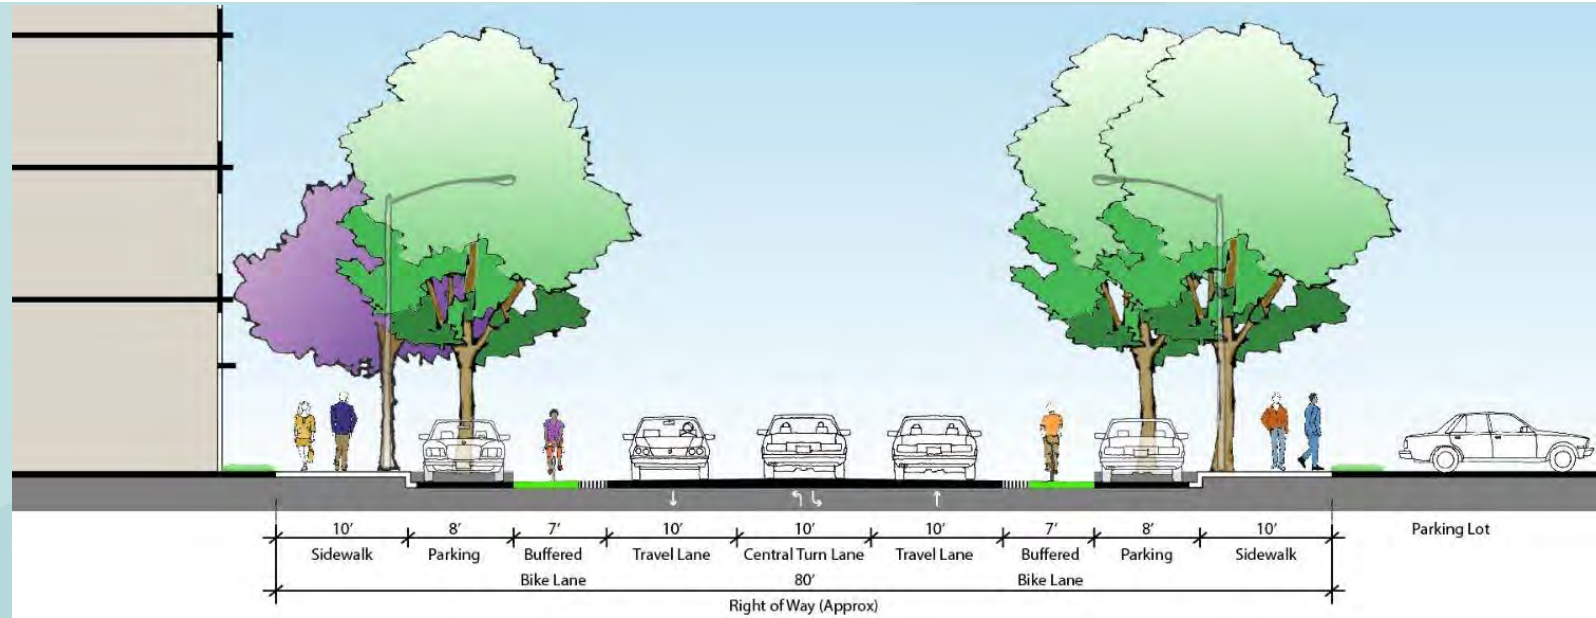 10’ 8’ 7’ 10’ 10’ 10’ 7’ 8’ 10’ Parking Lot
Sidewalk Parking Buffered Travel Lane Central Turn Lane Travel Lane Buffered Parking Sidewalk
Bike Lane 80’ Bike Lane
Right of Way (Approx)